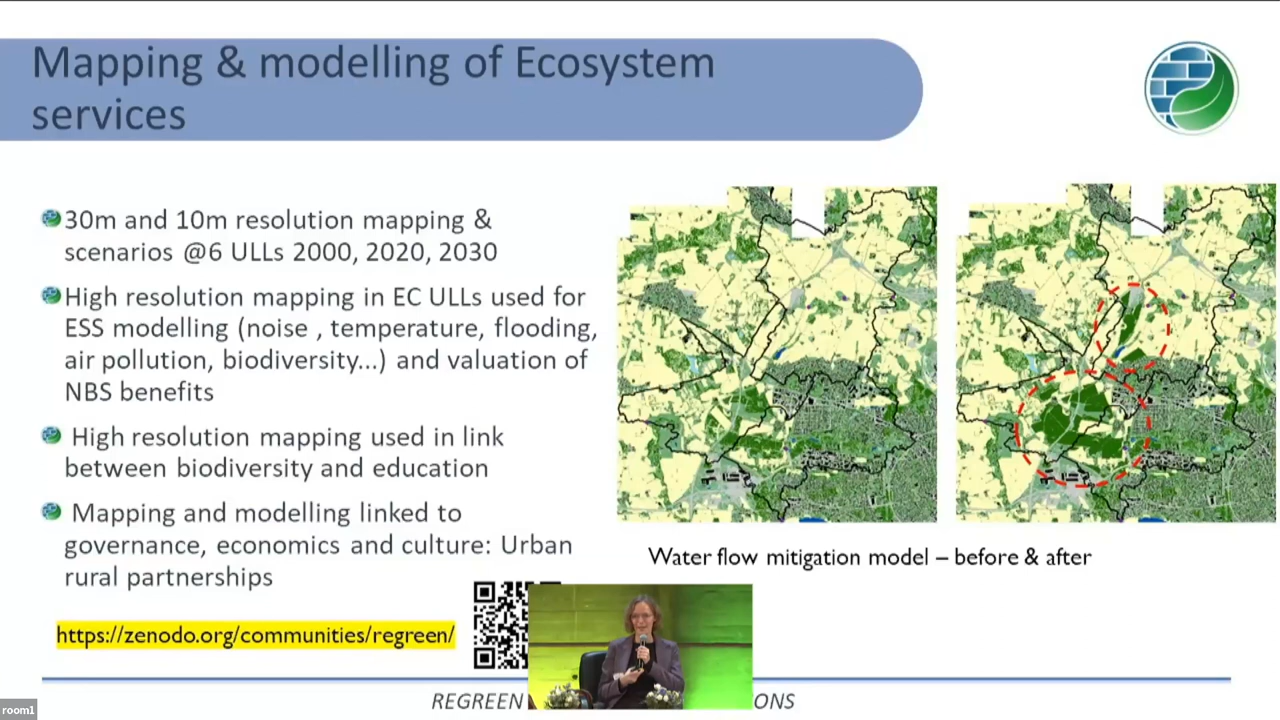 Mapping & modelling of Ecosystem
services
30m and 10m resolution mapping &
scenarios @6 ULLs 2000, 2020, 2030
High resolution mapping in EC ULLs used for
ESS modelling (noise , temperature, flooding,
air pollution, biodiversity...) and valuation of
NBS benefits
High resolution mapping used in link
between biodiversity and education
Mapping and modelling linked to
governance, economics and culture: Urban
rural partnerships
Water flow mitigation model – before & after
https://zenodo.org/communities/regreen/
REGREEN
ONS
room1